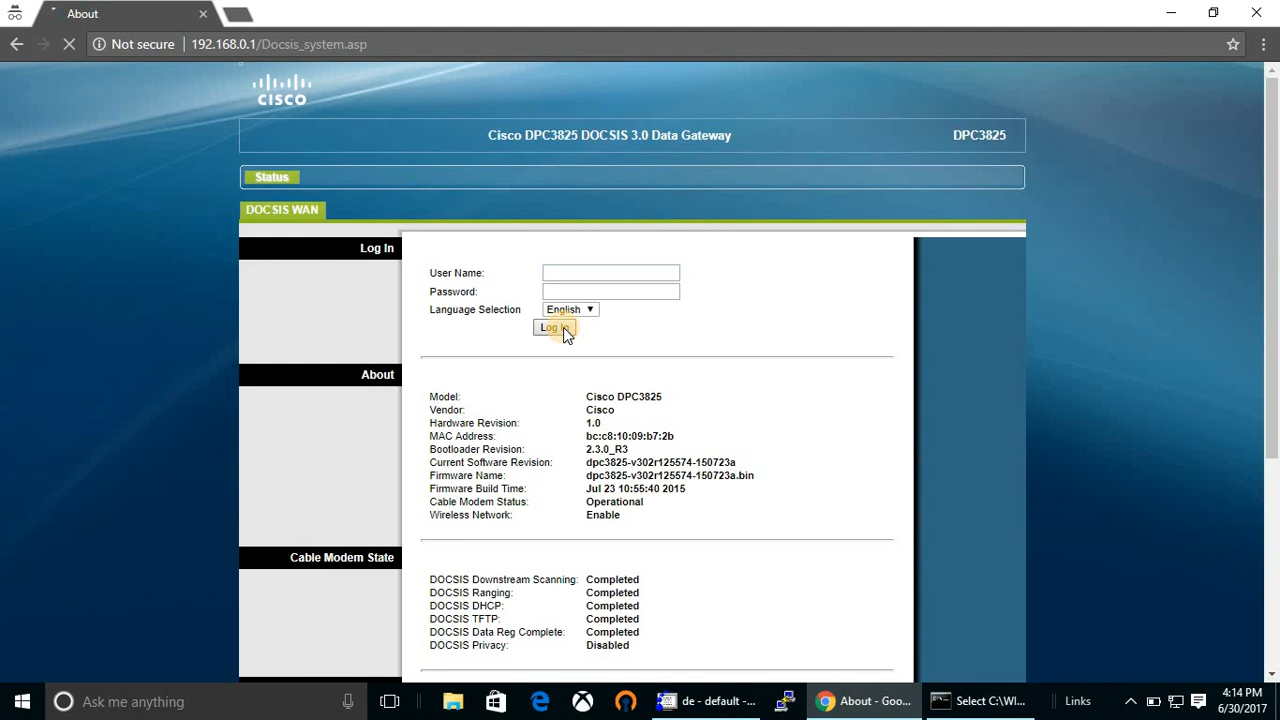 About
Not secure | 192.168.0.1/Docsis_system.asp
CISCO
Cisco DPC3825 DOCSIS 3.0 Data Gateway DPC3825
Status
DOCSIS WAN
Log In
User Name:
Password:
Language Selection English
Log In
About
Model: Cisco DPC3825
Vendor: Cisco
Hardware Revision: 1.0
MAC Address: bc:c8:10:09:b7:2b
Bootloader Revision: 2.3.0_R3
Current Software Revision: dpc3825-v302r125574-150723a
Firmware Name: dpc3825-v302r125574-150723a.bin
Firmware Build Time: Jul 23 10:55:40 2015
Cable Modem Status: Operational
Wireless Network: Enable
Cable Modem State
DOCSIS Downstream Scanning: Completed
DOCSIS Ranging: Completed
DOCSIS DHCP: Completed
DOCSIS TFTP: Completed
DOCSIS Data Reg Complete: Completed
DOCSIS Privacy: Disabled
Ask me anything
de - default -...
About - Goo...
Select C:\WI...
Links
4:14 PM
6/30/2017